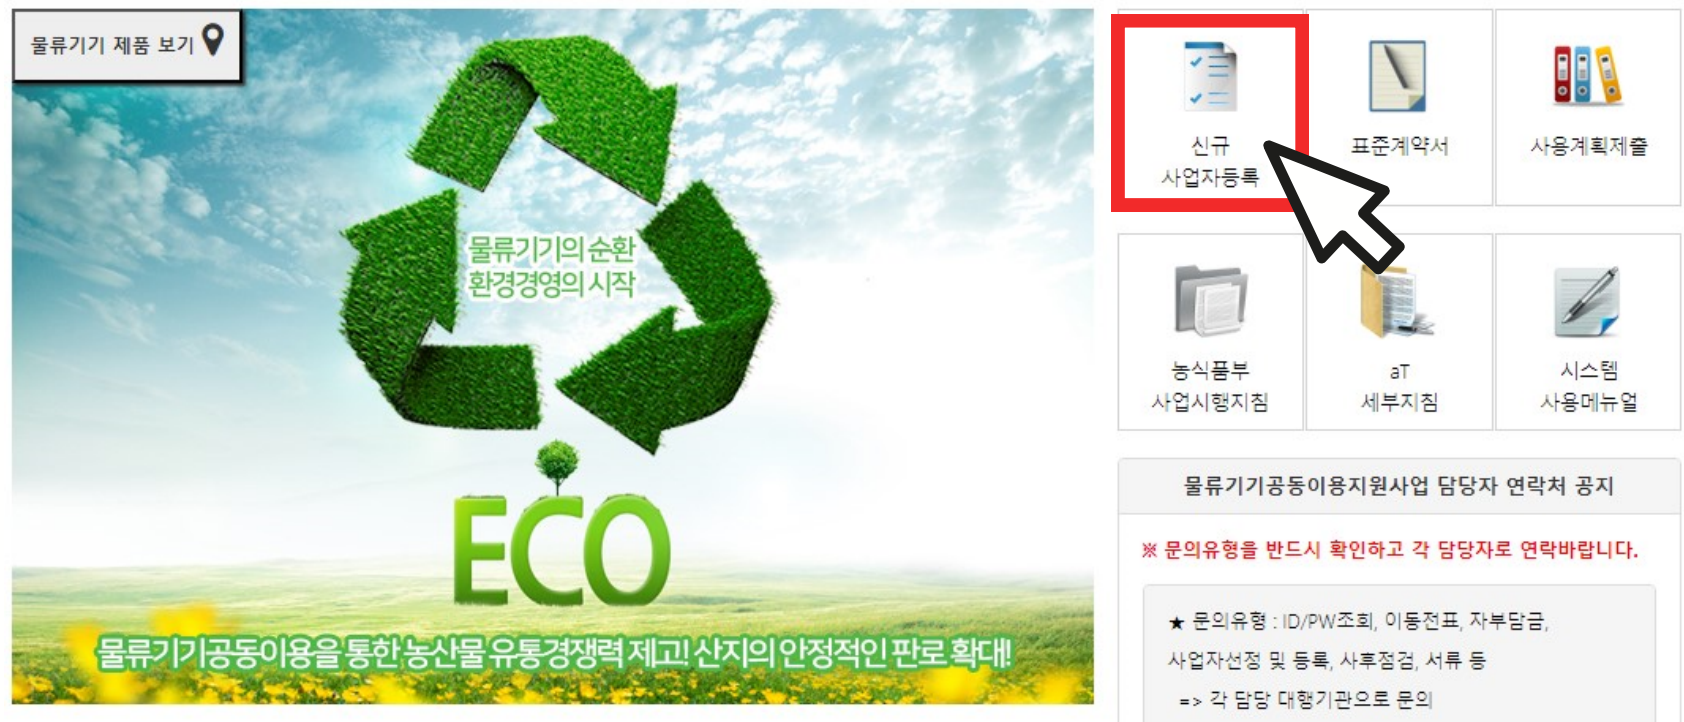 물류기기 제품 보기
물류기기의 순환
환경경영의 시작
ECO
물류기기공동이용을 통한 농산물 유통경쟁력 제고! 산지의 안정적인 판로 확대!
신규
사업자등록
표준계약서
사용계획제출
농식품부
사업시행지침
aT
세부지침
시스템
사용메뉴얼
물류기기공동이용지원사업 담당자 연락처 공지
※ 문의유형을 반드시 확인하고 각 담당자로 연락바랍니다.
★ 문의유형 : ID/PW조회, 이동전표, 자부담금,
사업자선정 및 등록, 사후점검, 서류 등
=> 각 담당 대행기관으로 문의